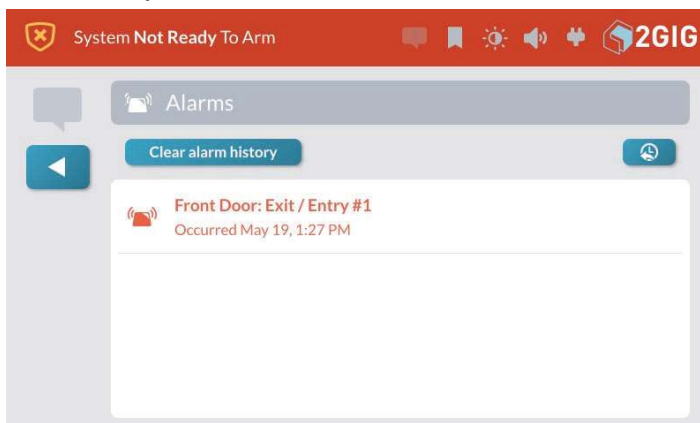 System Not Ready To Arm
2GIG
Alarms
Clear alarm history
Front Door: Exit / Entry #1
Occurred May 19, 1:27 PM